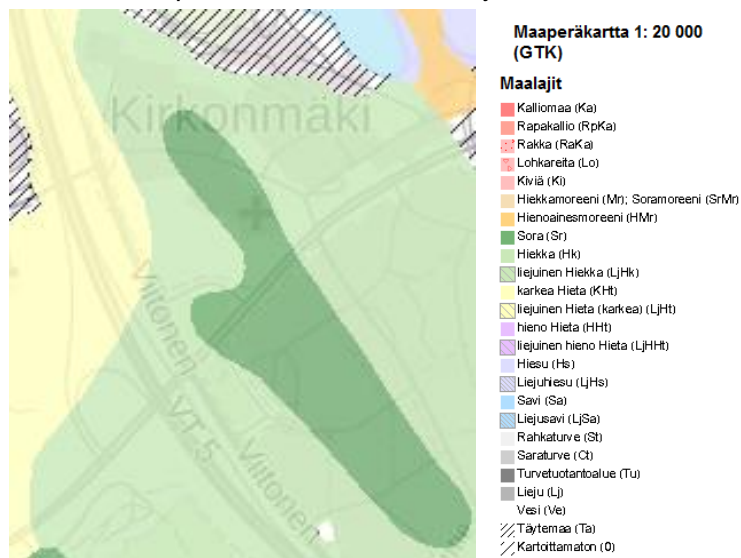 Kirkonmäki
Viitonen
VT 5
Viitonen
Maaperäkartta 1: 20 000
(GTK)
Maalajit
Kalliomaa (Ka)
Rapakallio (RpKa)
Rakka (RaKa)
Lohkareita (Lo)
Kiviä (Ki)
Hiekkamoreeni (Mr); Soramoreeni (SrMr)
Hienoainesmoreeni (HMr)
Sora (Sr)
Hiekka (Hk)
liejuinen Hiekka (LjHk)
karkea Hieta (KHt)
liejuinen Hieta (karkea) (LjHt)
hieno Hieta (HHt)
liejuinen hieno Hieta (LjHHt)
Hiesu (Hs)
Liejuhiesu (LjHs)
Savi (Sa)
Liejusavi (LjSa)
Rahkaturve (St)
Saraturve (Ct)
Turvetuotantoalue (Tu)
Lieju (Lj)
Vesi (Ve)
Täytemaa (Ta)
Kartoittamaton (0)